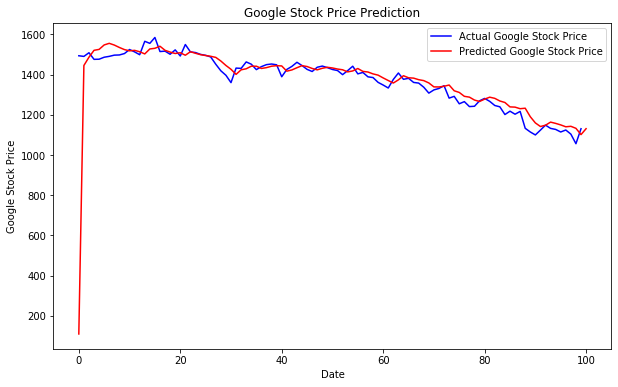 Google Stock Price Prediction
Actual Google Stock Price
Predicted Google Stock Price
Google Stock Price
1600
1400
1200
1000
800
600
400
200
0
20
40
60
80
100
Date